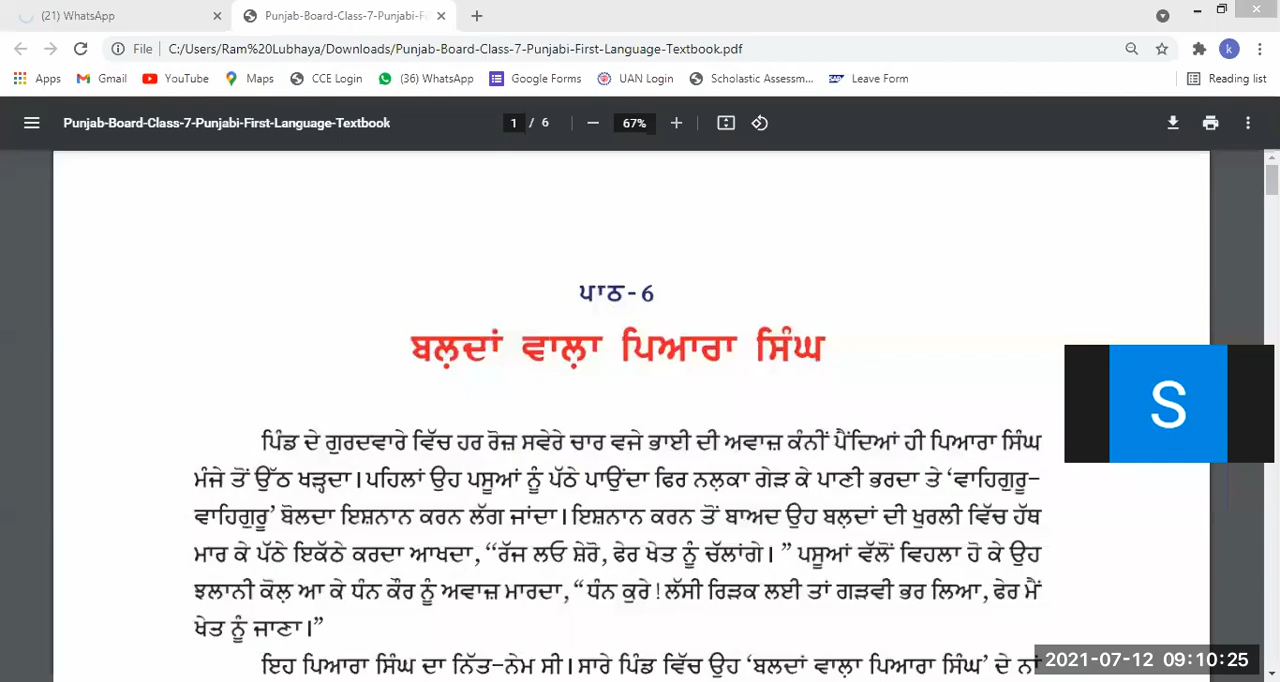 (21) WhatsApp
Punjab-Board-Class-7-Punjabi-Fi
File C:/Users/Ram%20Lubhaya/Downloads/Punjab-Board-Class-7-Punjabi-First-Language-Textbook.pdf k
Apps Gmail YouTube Maps CCE Login (36) WhatsApp Google Forms UAN Login Scholastic Assessm... Leave Form Reading list
Punjab-Board-Class-7-Punjabi-First-Language-Textbook 1 / 6 67%
ਪਾਠ-6
ਬਲ਼ਦਾਂ ਵਾਲ਼ਾ ਪਿਆਰਾ ਸਿੰਘ
ਪਿੰਡ ਦੇ ਗੁਰਦਵਾਰੇ ਵਿੱਚ ਹਰ ਰੋਜ਼ ਸਵੇਰੇ ਚਾਰ ਵਜੇ ਭਾਈ ਦੀ ਅਵਾਜ਼ ਕੰਨੀਂ ਪੈਂਦਿਆਂ ਹੀ ਪਿਆਰਾ ਸਿੰਘ
ਮੰਜੇ ਤੋਂ ਉੱਠ ਖੜ੍ਹਦਾ। ਪਹਿਲਾਂ ਉਹ ਪਸੂਆਂ ਨੂੰ ਪੱਠੇ ਪਾਉਂਦਾ ਫਿਰ ਨਲ਼ਕਾ ਗੇੜ ਕੇ ਪਾਣੀ ਭਰਦਾ ਤੇ ‘ਵਾਹਿਗੁਰੂ-
ਵਾਹਿਗੁਰੂ’ ਬੋਲਦਾ ਇਸ਼ਨਾਨ ਕਰਨ ਲੱਗ ਜਾਂਦਾ। ਇਸ਼ਨਾਨ ਕਰਨ ਤੋਂ ਬਾਅਦ ਉਹ ਬਲ਼ਦਾਂ ਦੀ ਖੁਰਲੀ ਵਿੱਚ ਹੱਥ
ਮਾਰ ਕੇ ਪੱਠੇ ਇਕੱਠੇ ਕਰਦਾ ਆਖਦਾ, “ਰੱਜ ਲਓ ਸ਼ੇਰੋ, ਫੇਰ ਖੇਤ ਨੂੰ ਚੱਲਾਂਗੇ। ” ਪਸੂਆਂ ਵੱਲੋਂ ਵਿਹਲਾ ਹੋ ਕੇ ਉਹ
ਝਲਾਨੀ ਕੋਲ਼ ਆ ਕੇ ਧੰਨ ਕੌਰ ਨੂੰ ਅਵਾਜ਼ ਮਾਰਦਾ, “ ਧੰਨ ਕੁਰੇ ! ਲੱਸੀ ਰਿੜਕ ਲਈ ਤਾਂ ਗੜਵੀ ਭਰ ਲਿਆ, ਫੇਰ ਮੈਂ
ਖੇਤ ਨੂੰ ਜਾਣਾ।”
ਇਹ ਪਿਆਰਾ ਸਿੰਘ ਦਾ ਨਿੱਤ-ਨੇਮ ਸੀ। ਸਾਰੇ ਪਿੰਡ ਵਿੱਚ ਉਹ ‘ਬਲਦਾਂ ਵਾਲ਼ਾ ਪਿਆਰਾ ਸਿੰਘ’ ਦੇ ਨਾਂ
S
2021-07-12 09:10:25